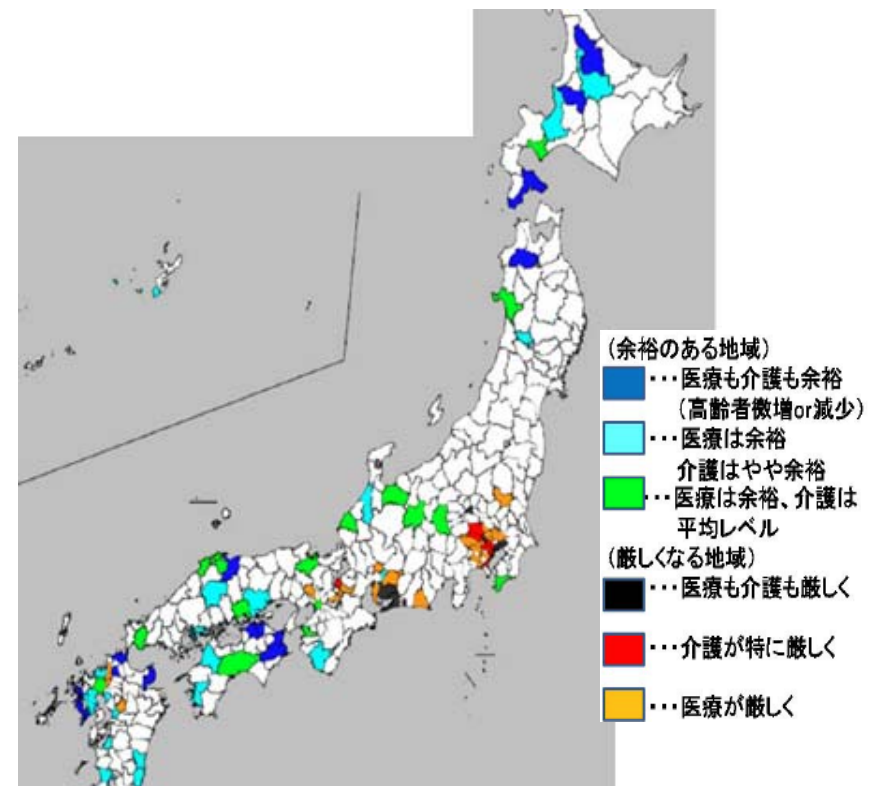 (余裕のある地域)
・・・医療も介護も余裕
(高齢者微増or減少)
・・・医療は余裕
介護はやや余裕
・・・医療は余裕、介護は
平均レベル
(厳しくなる地域)
・・・医療も介護も厳しく
・・・介護が特に厳しく
・・・医療が厳しく